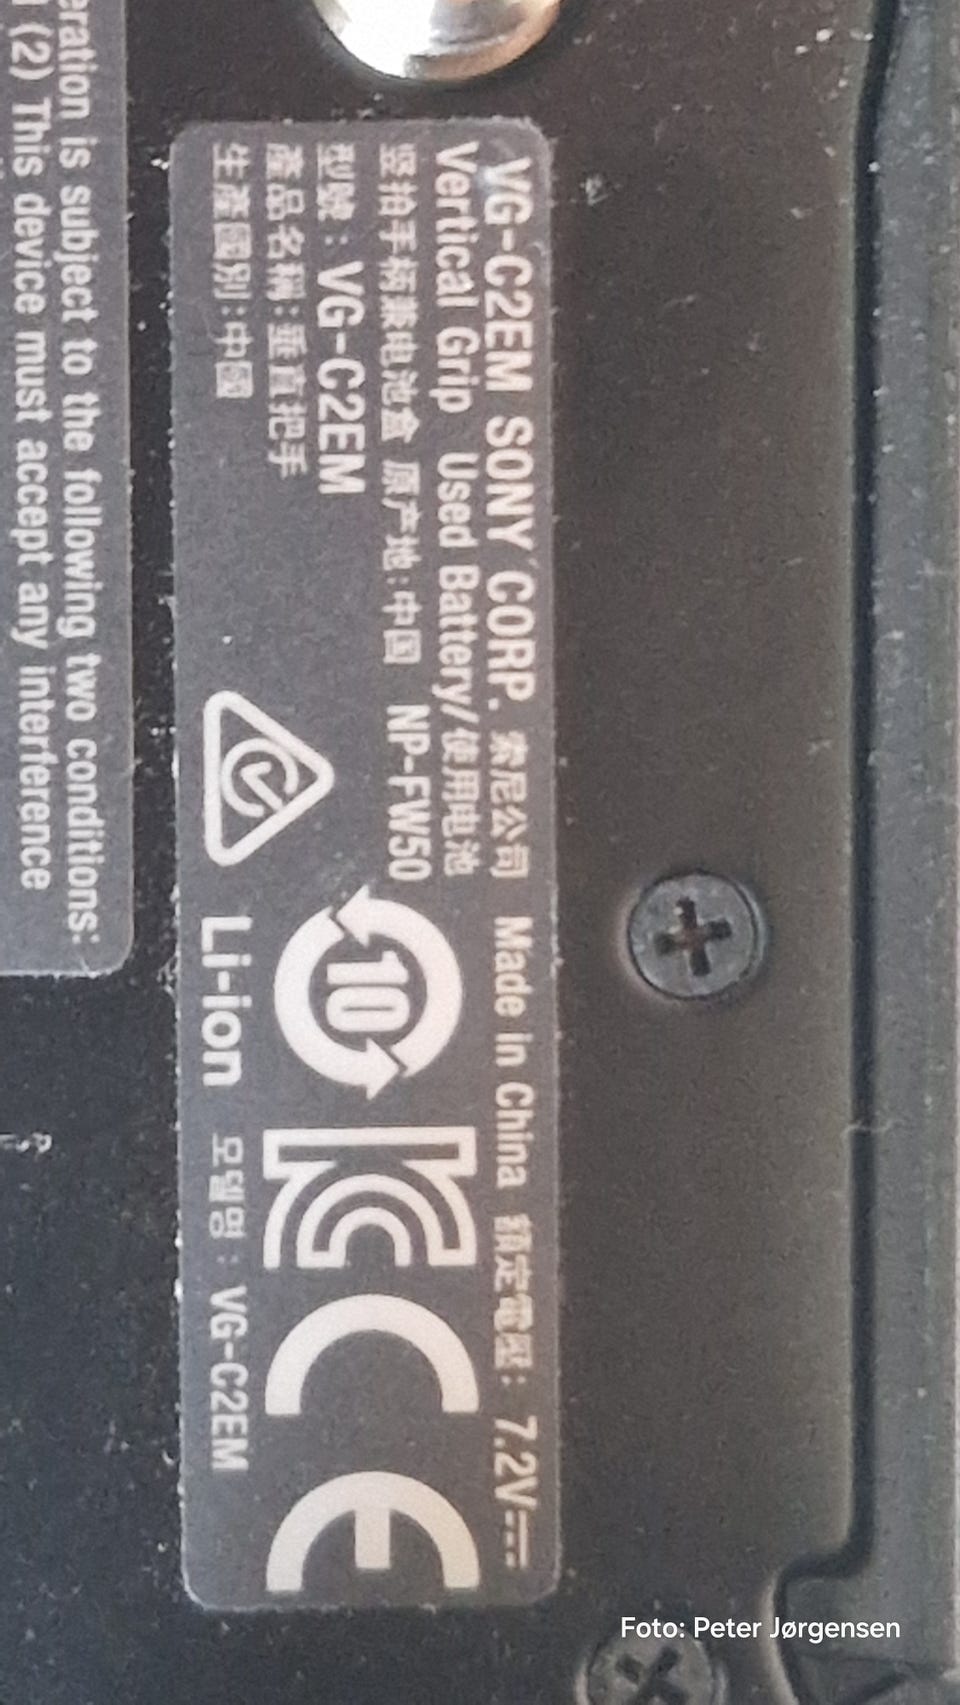 VG-C2EM SONY CORP. 索尼公司 Made in China 額定電壓: 7.2V⎓
Vertical Grip Used Battery/使用电池
竖拍手柄兼电池盒 原产地:中国 NP-FW50
型號:VG-C2EM
產品名稱:垂直把手
生產國別:中國
10
Li-ion
모델명: VG-C2EM
CE
eration is subject to the following two conditions:
(2) This device must accept any interference
Foto: Peter Jørgensen